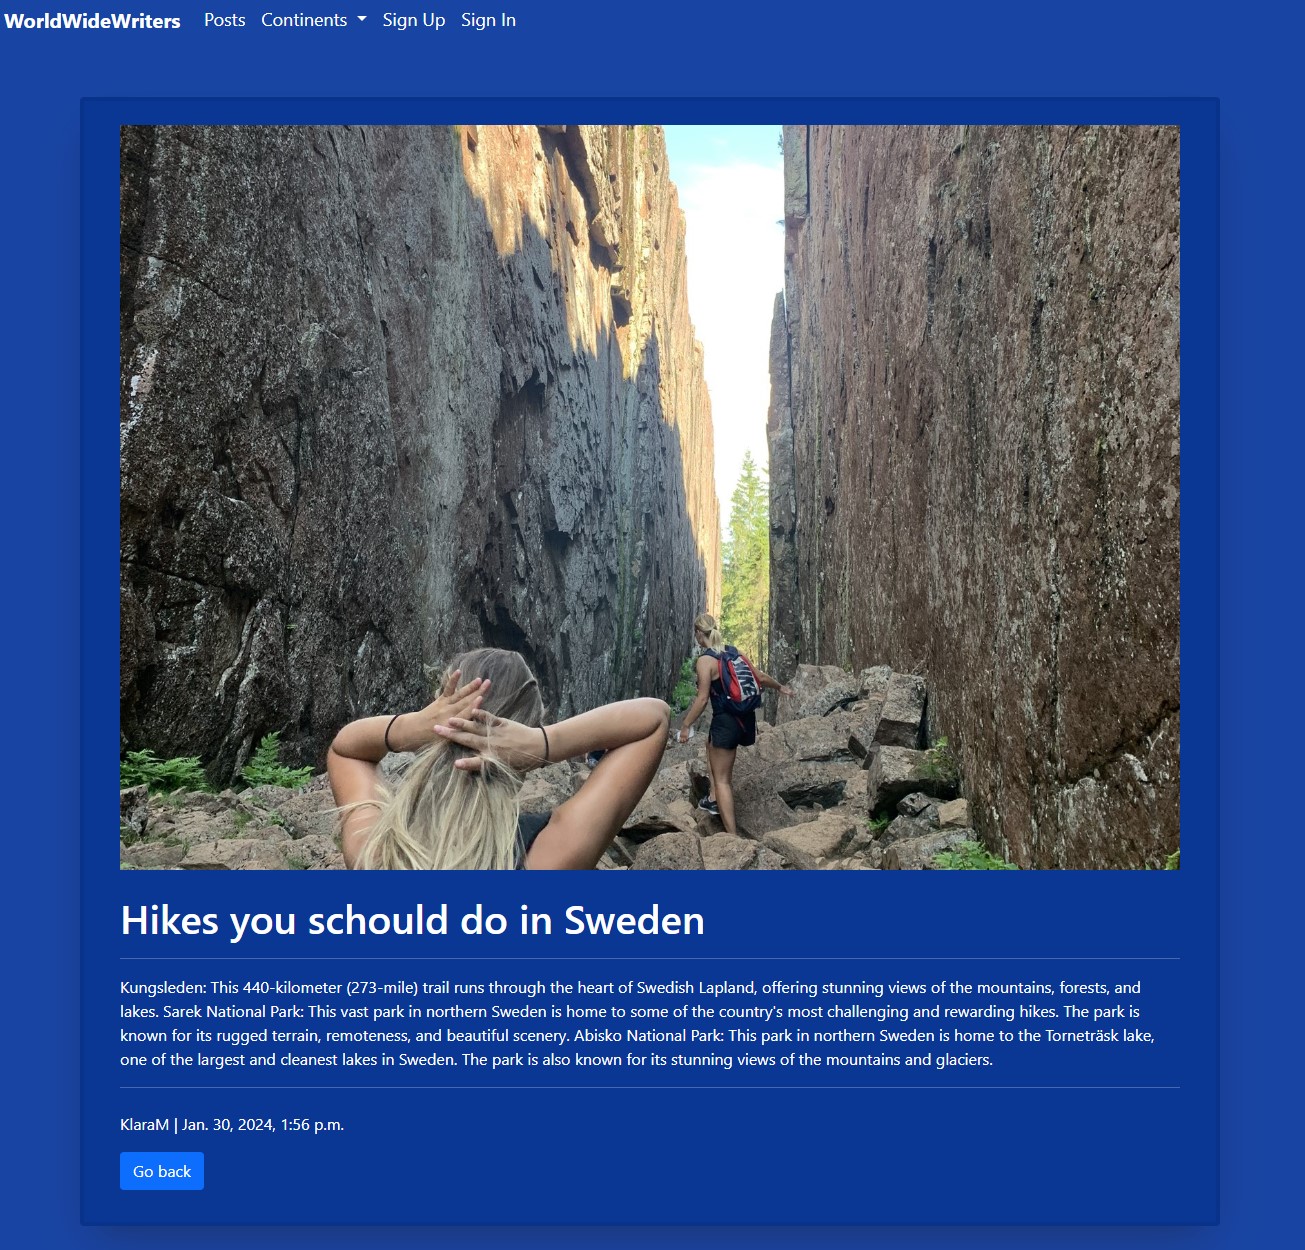 WorldWideWriters Posts Continents Sign Up Sign In
Hikes you schould do in Sweden
Kungsleden: This 440-kilometer (273-mile) trail runs through the heart of Swedish Lapland, offering stunning views of the mountains, forests, and
lakes. Sarek National Park: This vast park in northern Sweden is home to some of the country's most challenging and rewarding hikes. The park is
known for its rugged terrain, remoteness, and beautiful scenery. Abisko National Park: This park in northern Sweden is home to the Torneträsk lake,
one of the largest and cleanest lakes in Sweden. The park is also known for its stunning views of the mountains and glaciers.
KlaraM | Jan. 30, 2024, 1:56 p.m.
Go back